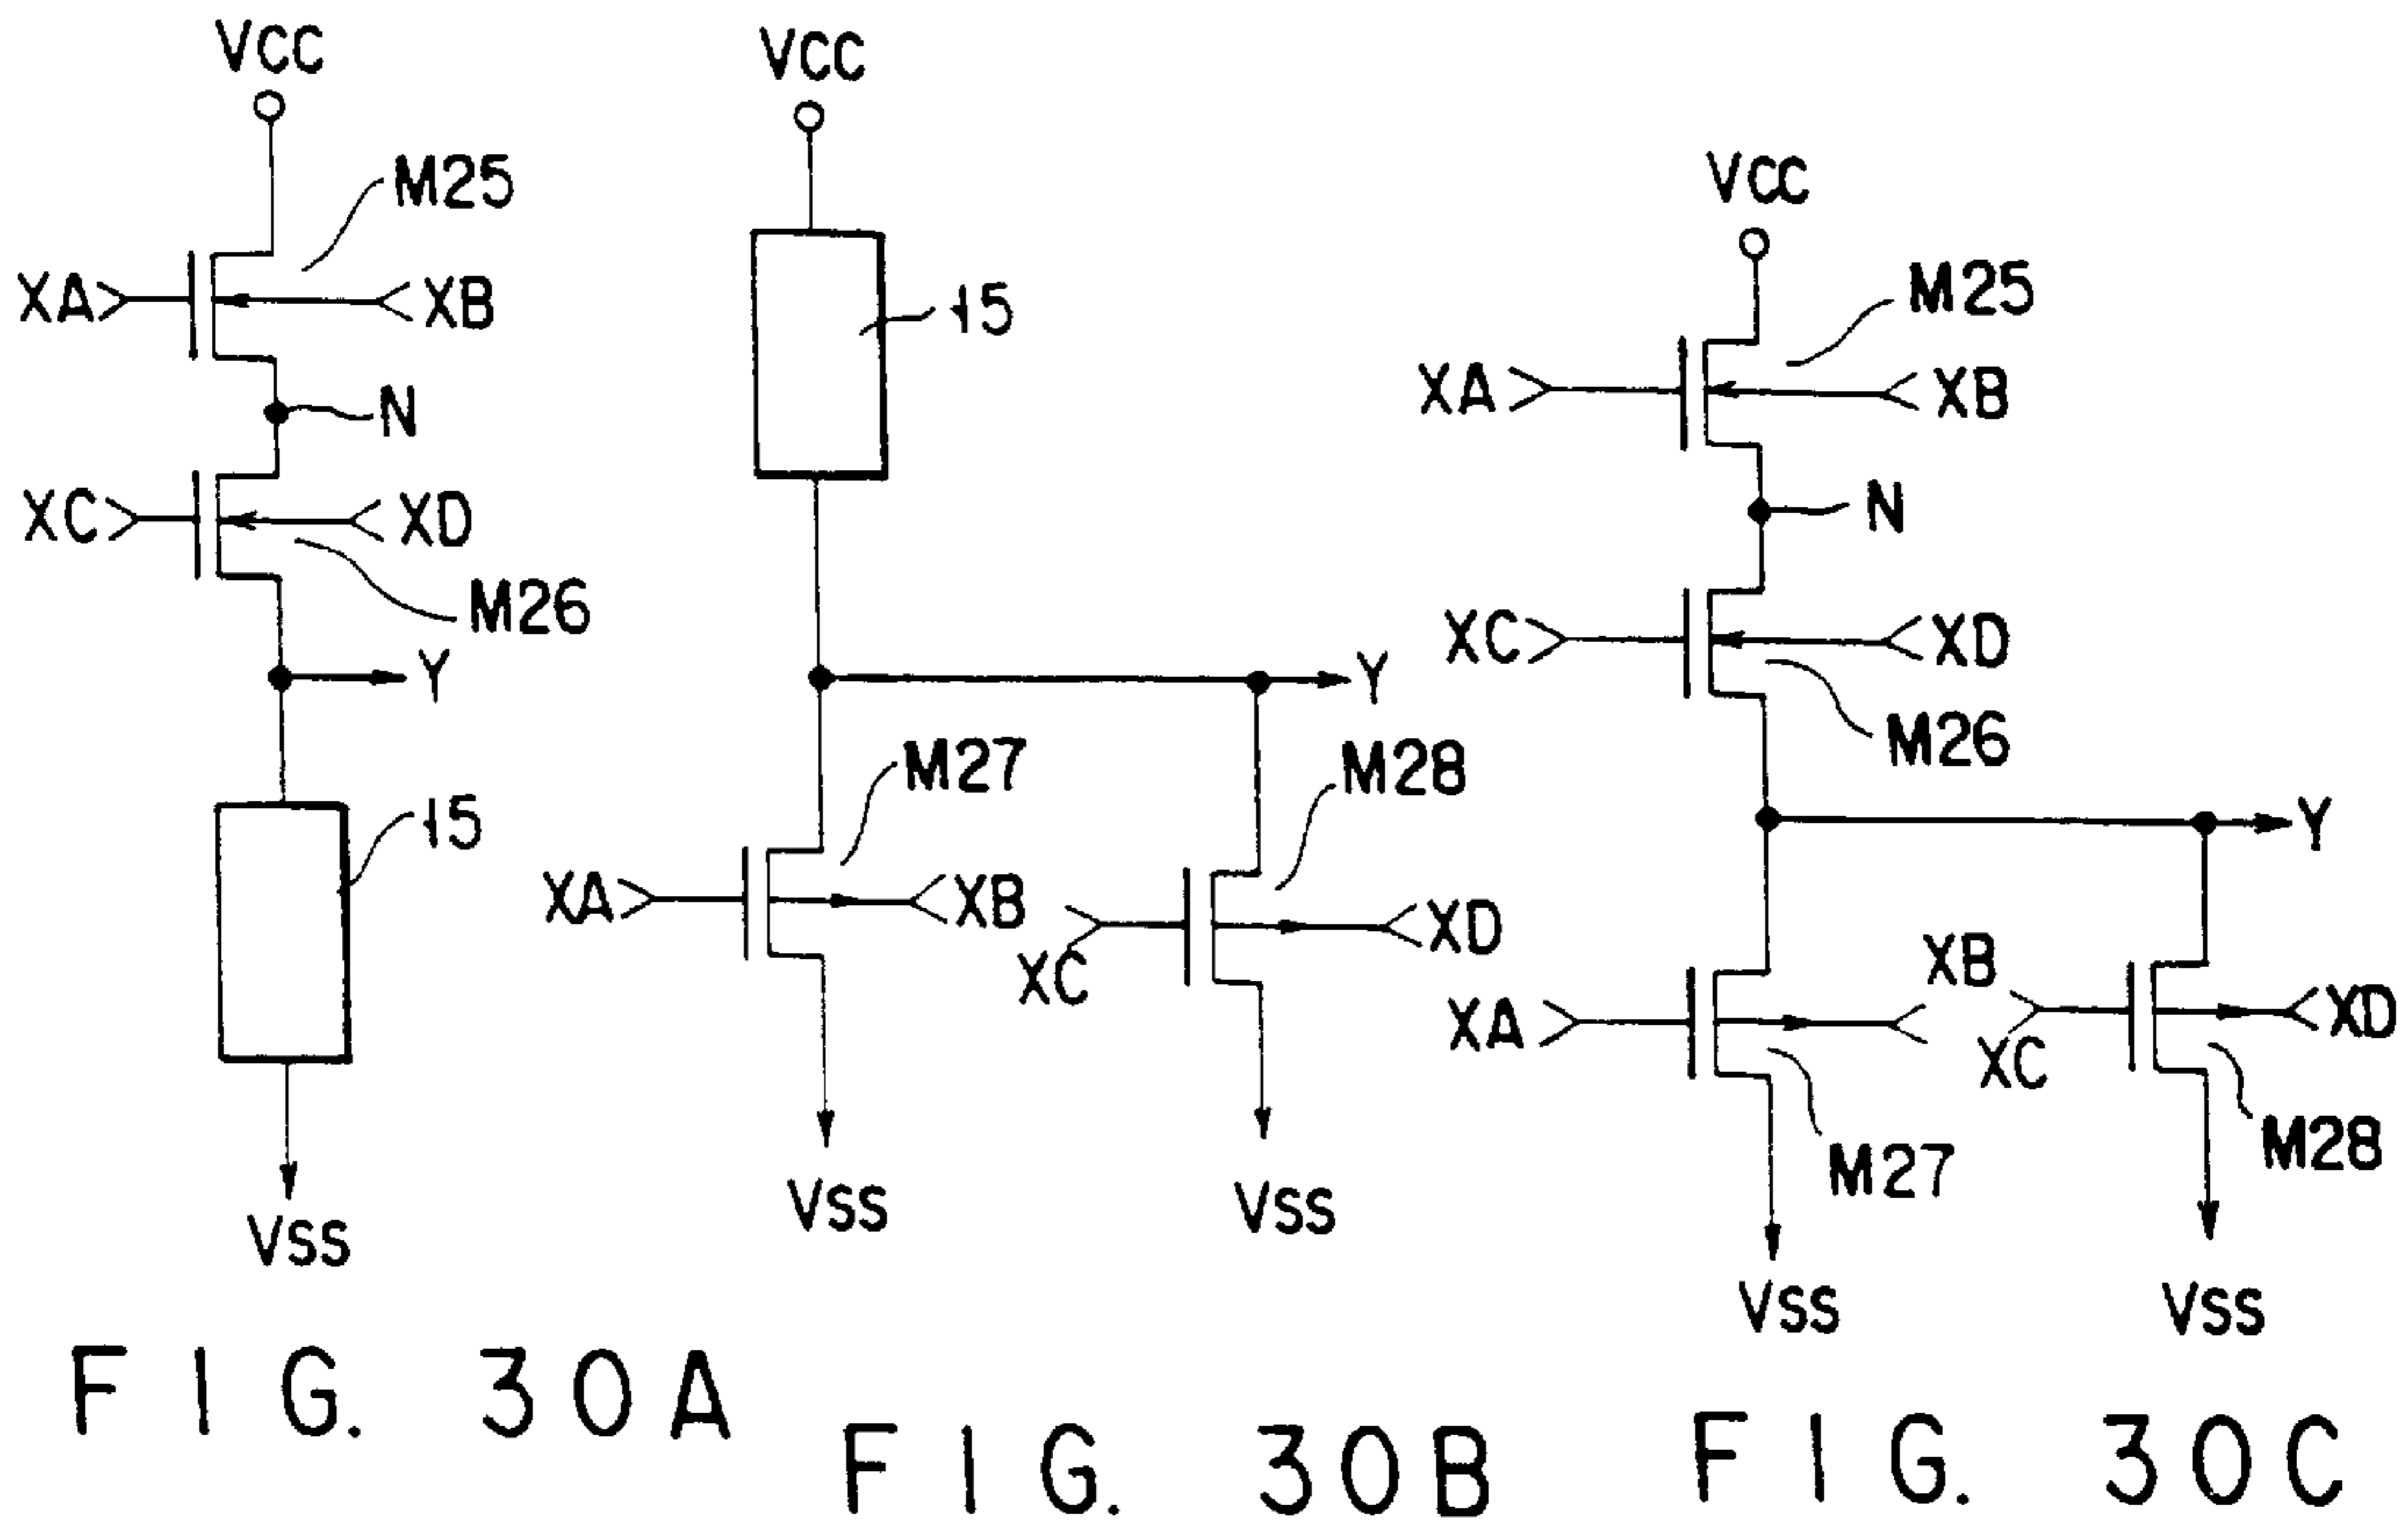 VCC
M25
XA
XB
N
XC
XD
M26
Y
15
VSS
FIG. 30A
VCC
15
Y
M27
M28
XA
XB
XC
XD
VSS
VSS
FIG. 30B
VCC
M25
XA
XB
N
XC
XD
M26
Y
XA
XB
XC
XD
M27
M28
VSS
VSS
FIG. 30C